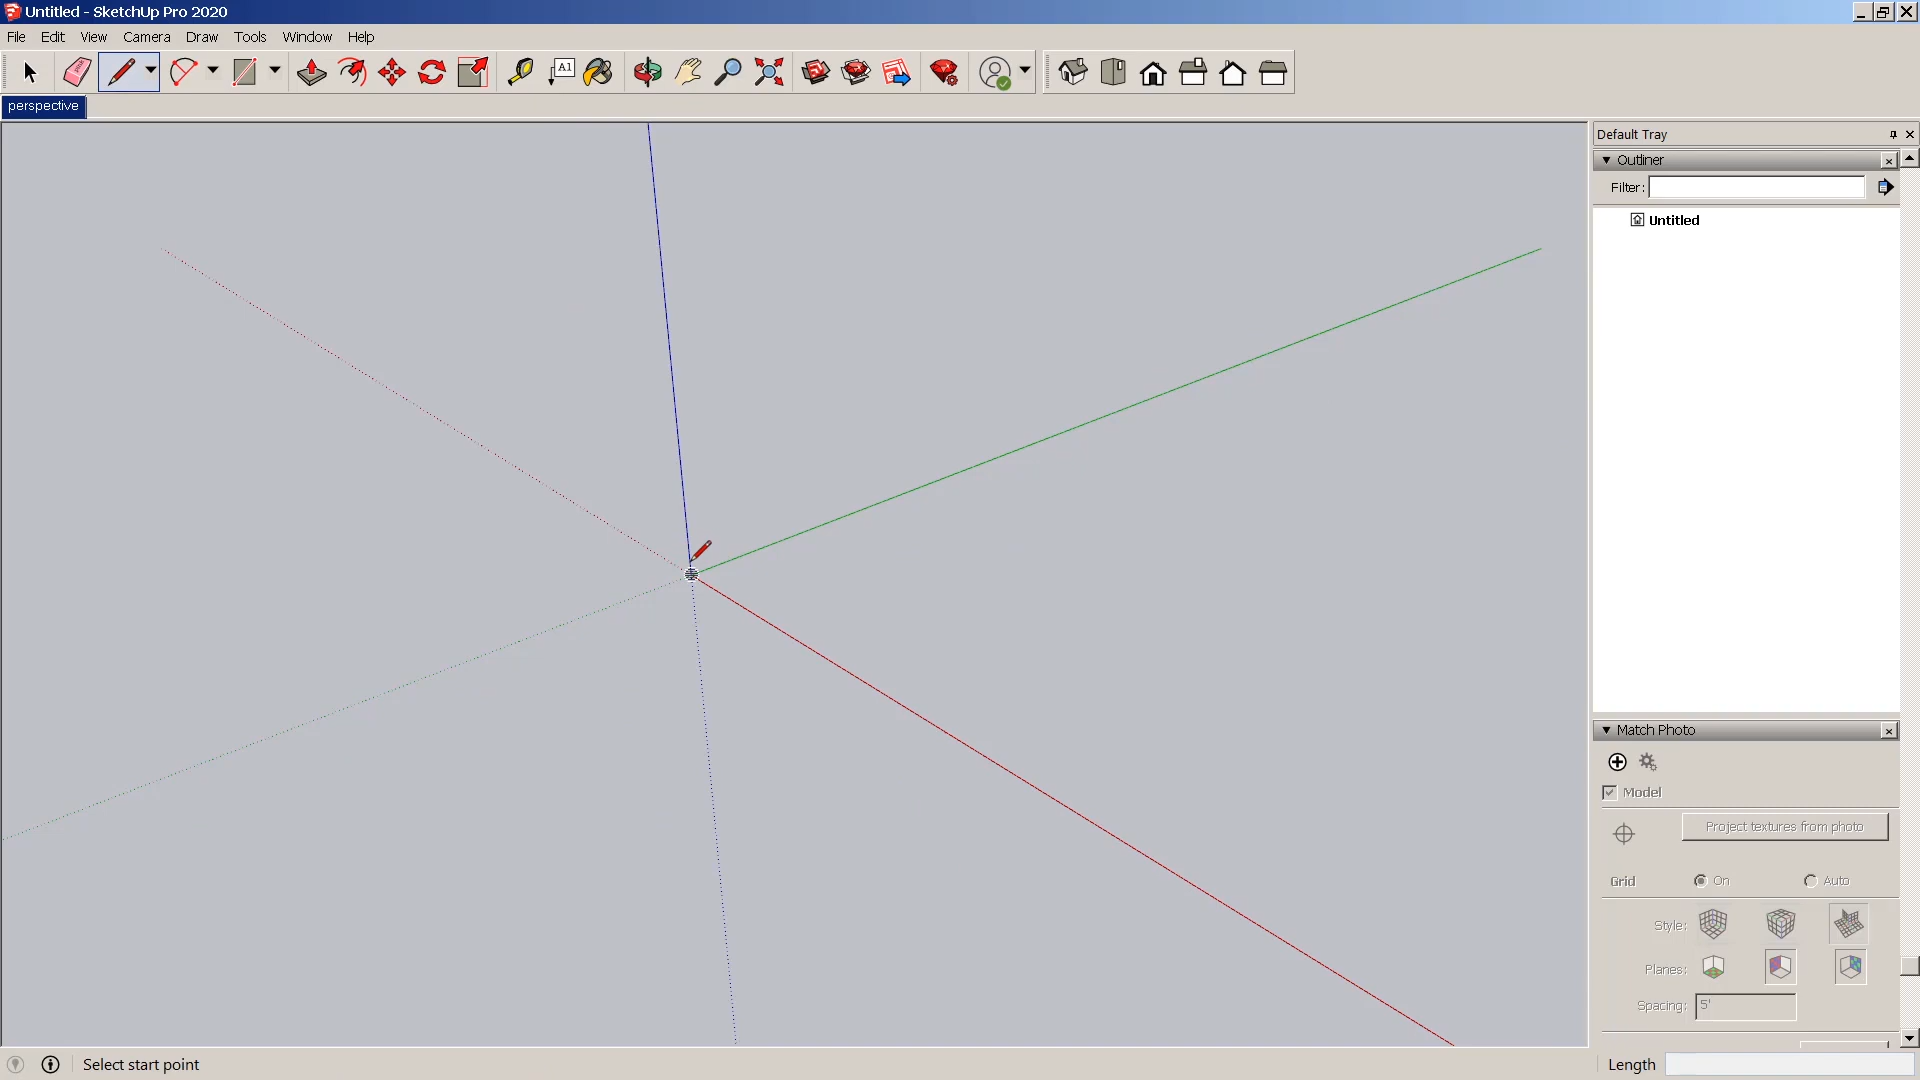 Untitled - SketchUp Pro 2020
File Edit View Camera Draw Tools Window Help
A1
perspective
Default Tray
Outliner
Filter:
Untitled
Match Photo
Model
Project textures from photo
Grid On Auto
Style:
Planes:
Spacing: 5'
Select start point
Length